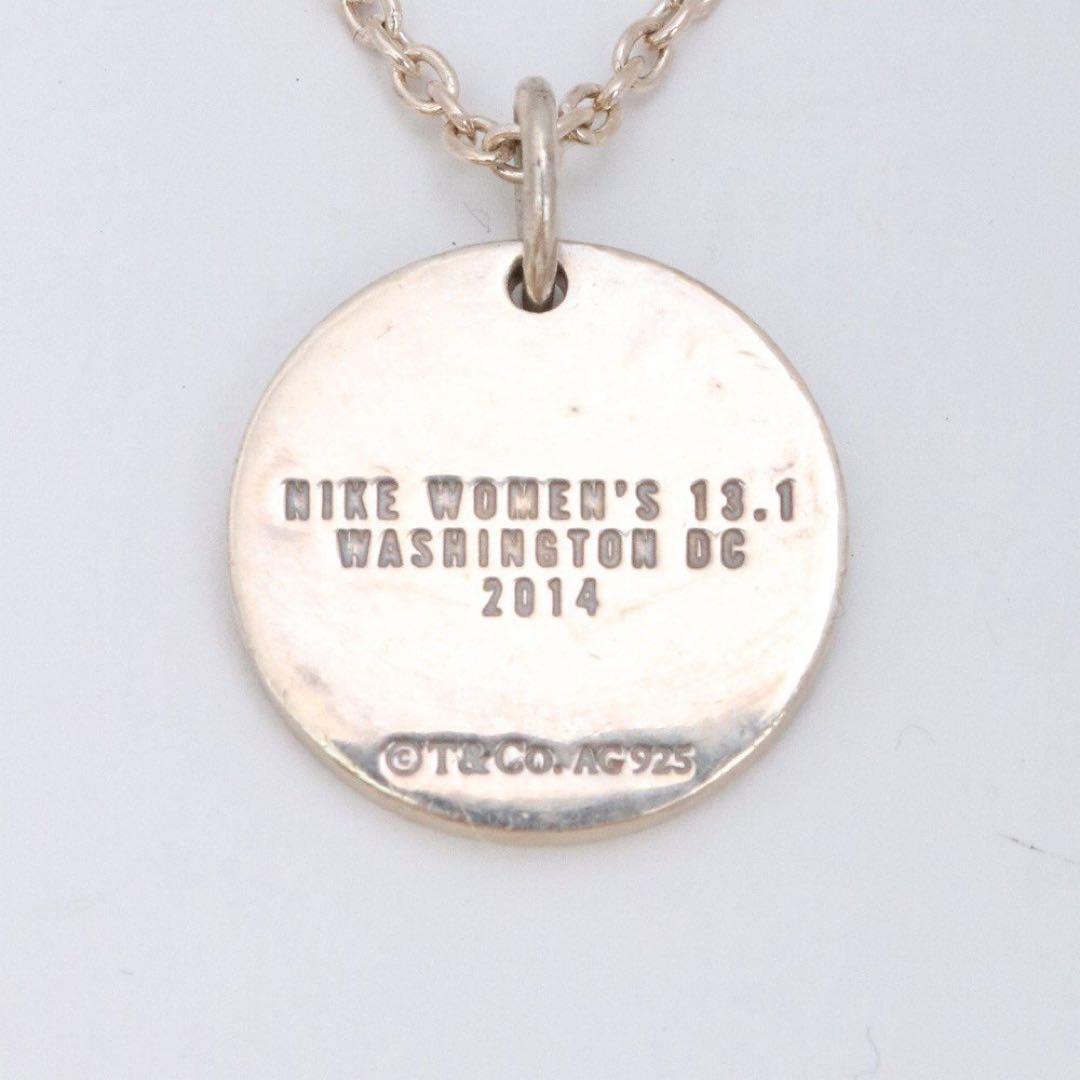 NIKE WOMEN'S 13.1
WASHINGTON DC
2014
©T&CO. AG925